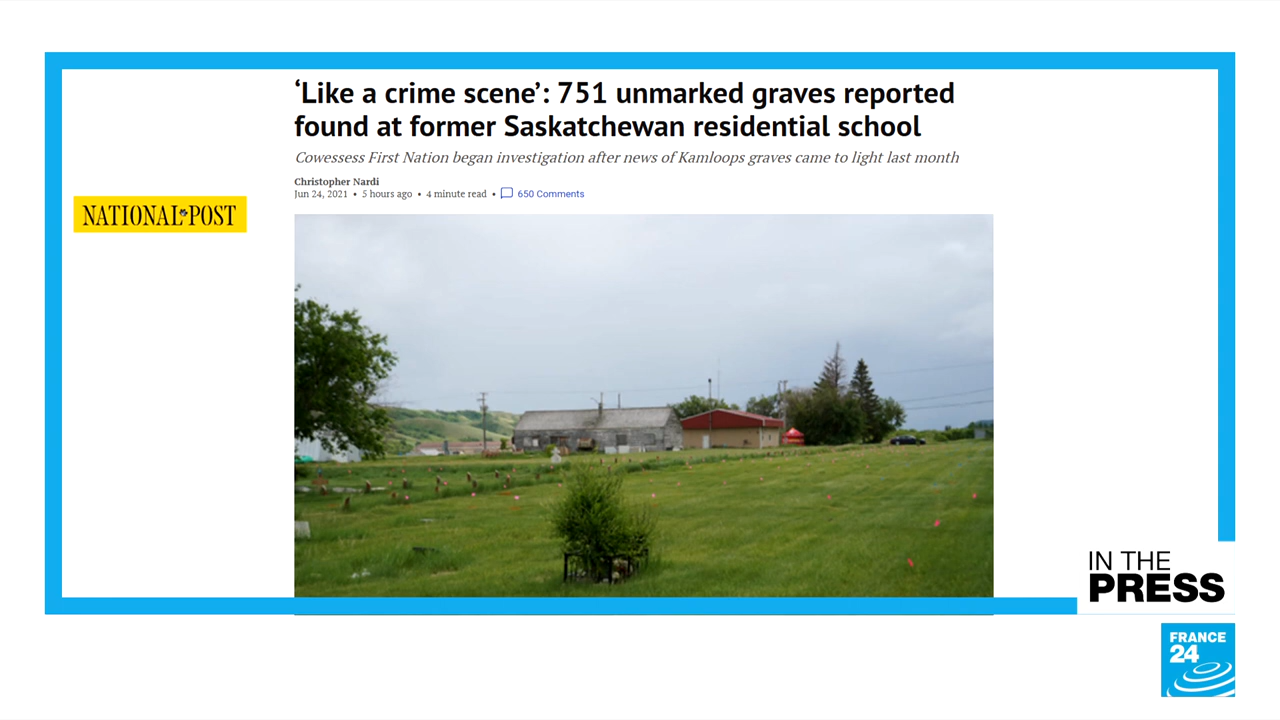 ‘Like a crime scene’: 751 unmarked graves reported
found at former Saskatchewan residential school
Cowessess First Nation began investigation after news of Kamloops graves came to light last month
Christopher Nardi
Jun 24, 2021 • 5 hours ago • 4 minute read • 650 Comments
NATIONAL POST
IN THE
PRESS
FRANCE
24